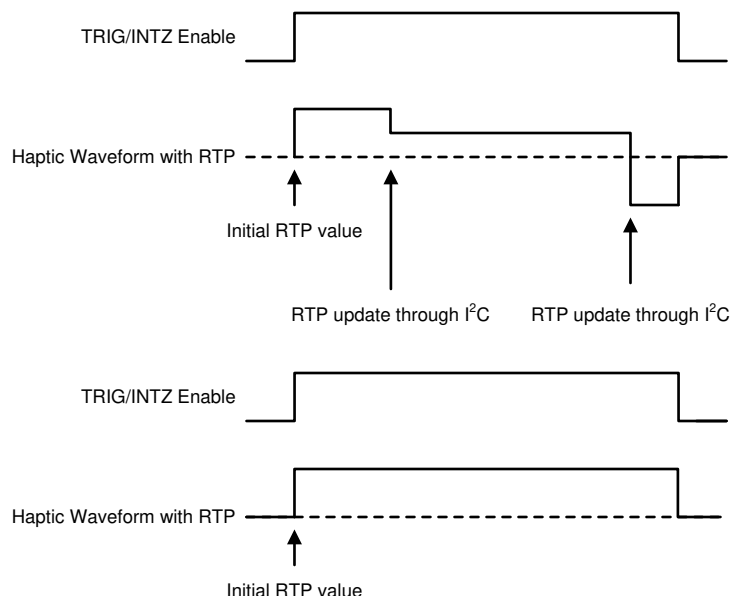 TRIG/INTZ Enable
Haptic Waveform with RTP
Initial RTP value
RTP update through I²C RTP update through I²C
TRIG/INTZ Enable
Haptic Waveform with RTP
Initial RTP value